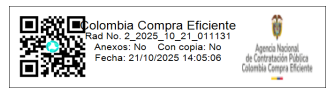 Colombia Compra Eficiente
Rad No. 2_2025_10_21_011131
Anexos: No Con copia: No
Fecha: 21/10/2025 14:05:06
Agencia Nacional
de Contratación Pública
Colombia Compra Eficiente